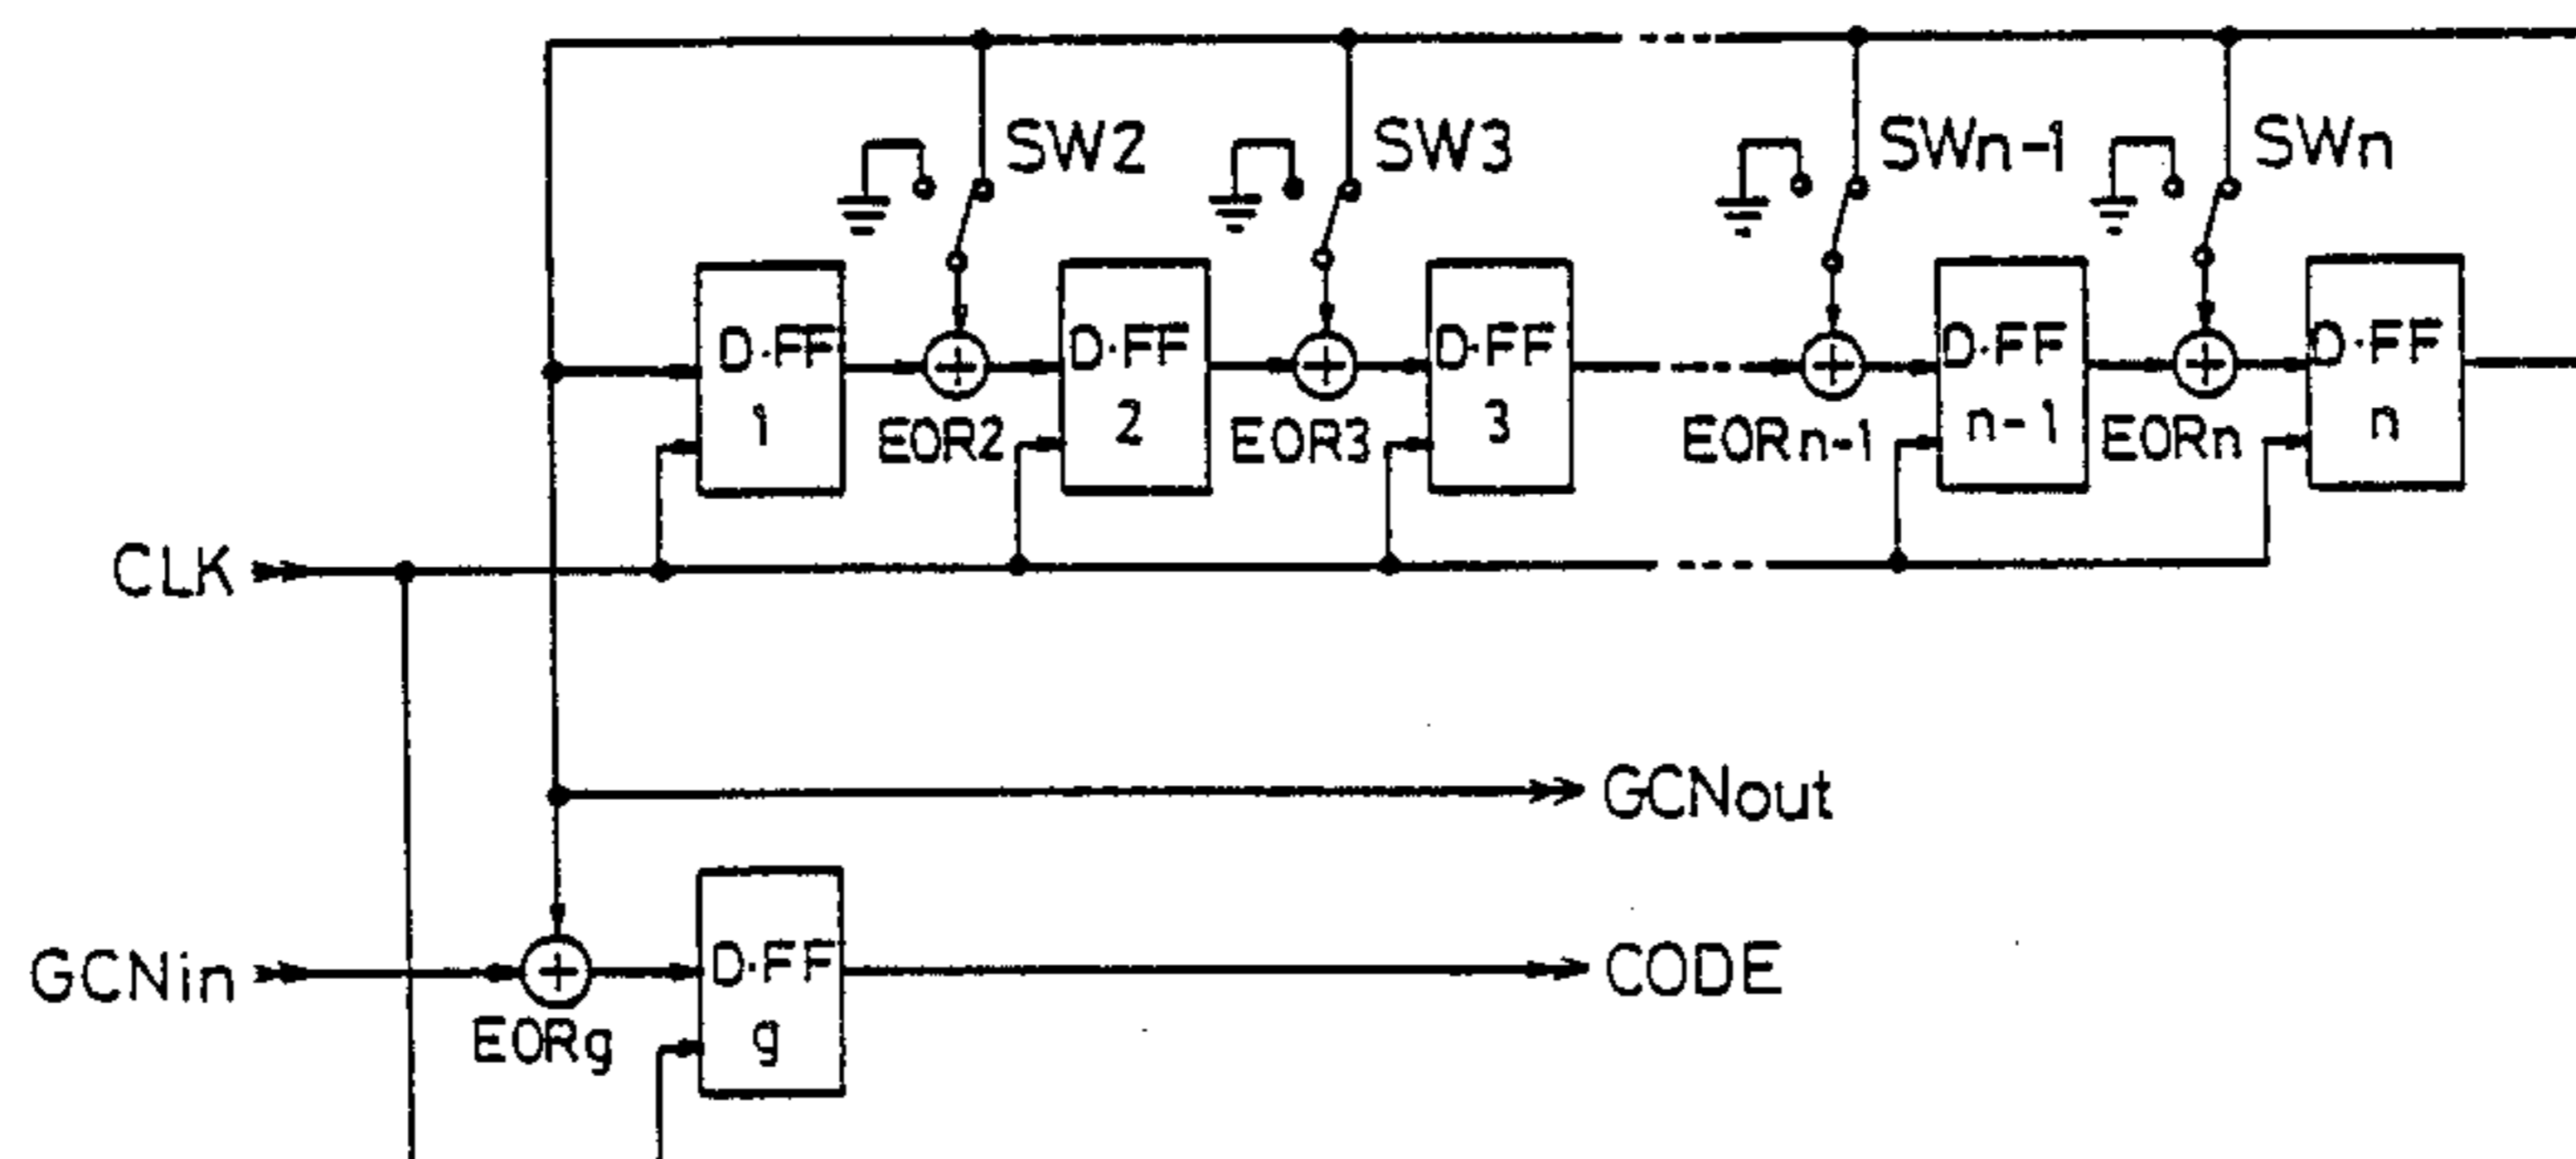 SW2
SW3
SWn-1
SWn
D·FF
1
EOR2
D·FF
2
EOR3
D·FF
3
EORn-1
D·FF
n-1
EORn
D·FF
n
CLK
GCNout
GCNin
EORg
D·FF
g
CODE